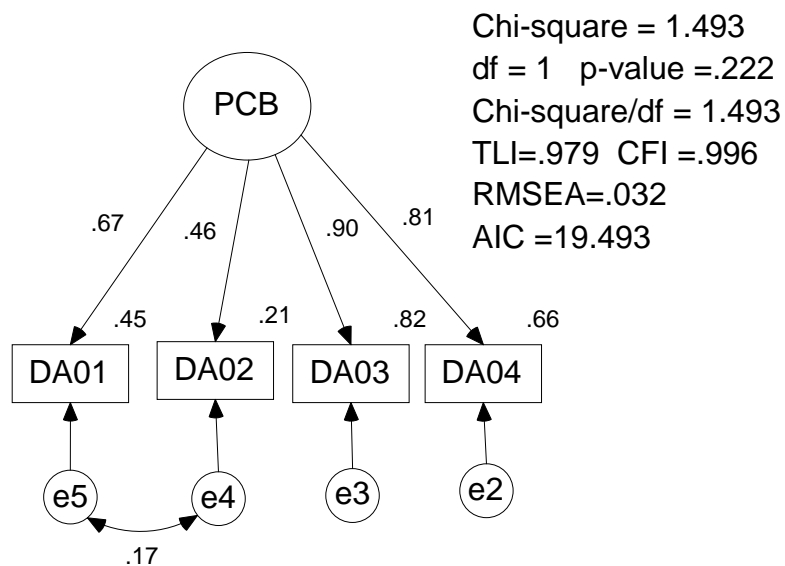 Chi-square = 1.493
df = 1 p-value =.222
Chi-square/df = 1.493
TLI=.979 CFI =.996
RMSEA=.032
AIC =19.493
PCB
.67 .46 .90 .81
.45 .21 .82 .66
DA01 DA02 DA03 DA04
e5 e4 e3 e2
.17